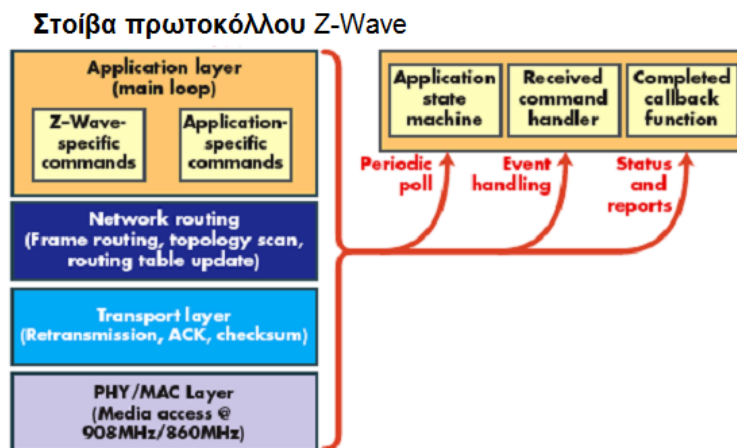 Στοίβα πρωτοκόλλου Z-Wave
Application layer
(main loop)
Z-Wave-
specific
commands
Application-
specific
commands
Network routing
(Frame routing, topology scan,
routing table update)
Transport layer
(Retransmission, ACK, checksum)
PHY/MAC Layer
(Media access @
908MHz/860MHz)
Application
state
machine
Received
command
handler
Completed
callback
function
Periodic
poll
Event
handling
Status
and
reports